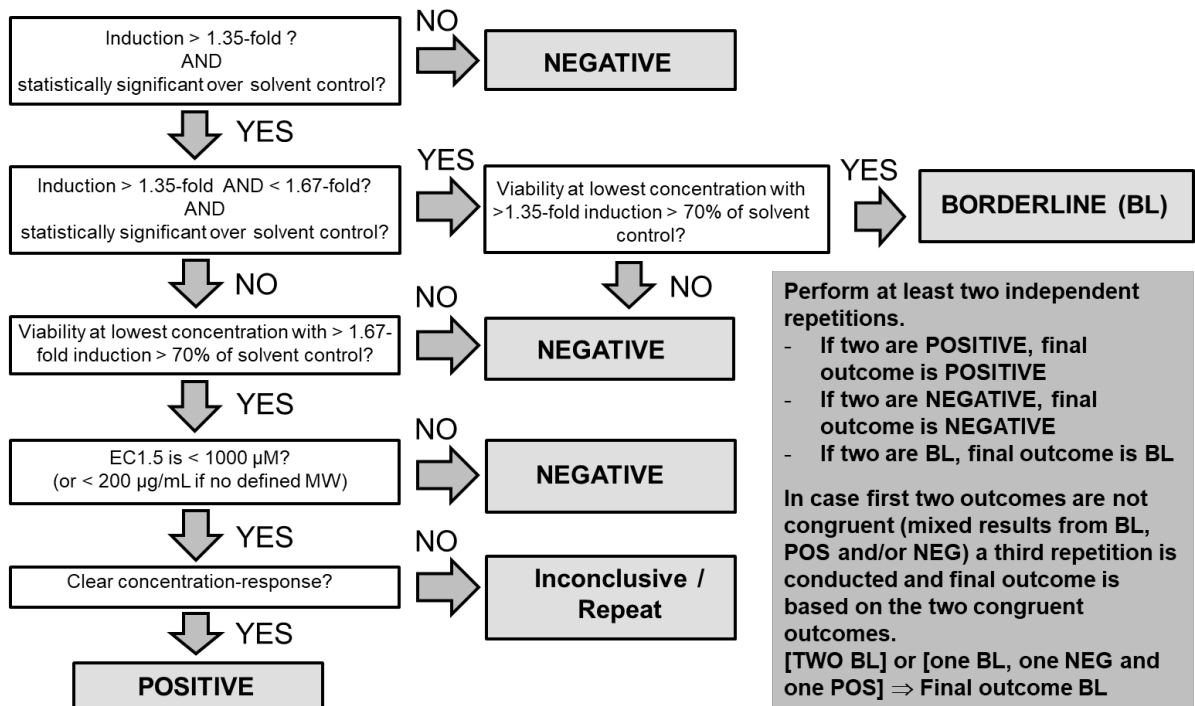 Induction > 1.35-fold ?
AND
statistically significant over solvent control?
NO
NEGATIVE
YES
Induction > 1.35-fold AND < 1.67-fold?
AND
statistically significant over solvent control?
YES
Viability at lowest concentration with
>1.35-fold induction > 70% of solvent
control?
YES
BORDERLINE (BL)
NO
NO
Viability at lowest concentration with > 1.67-
fold induction > 70% of solvent control?
NO
NEGATIVE
YES
EC1.5 is < 1000 µM?
(or < 200 µg/mL if no defined MW)
NO
NEGATIVE
YES
Clear concentration-response?
NO
Inconclusive /
Repeat
YES
POSITIVE
Perform at least two independent
repetitions.
- If two are POSITIVE, final
outcome is POSITIVE
- If two are NEGATIVE, final
outcome is NEGATIVE
- If two are BL, final outcome is BL
In case first two outcomes are not
congruent (mixed results from BL,
POS and/or NEG) a third repetition is
conducted and final outcome is
based on the two congruent
outcomes.
[TWO BL] or [one BL, one NEG and
one POS] ⇒ Final outcome BL